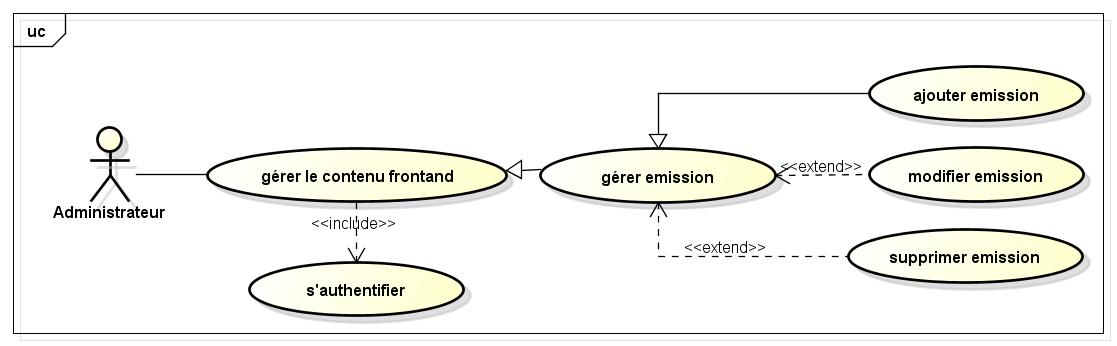 uc
ajouter emission
gérer le contenu frontand
gérer emission
<<extend>>
modifier emission
Administrateur
<<include>>
<<extend>>
supprimer emission
s'authentifier